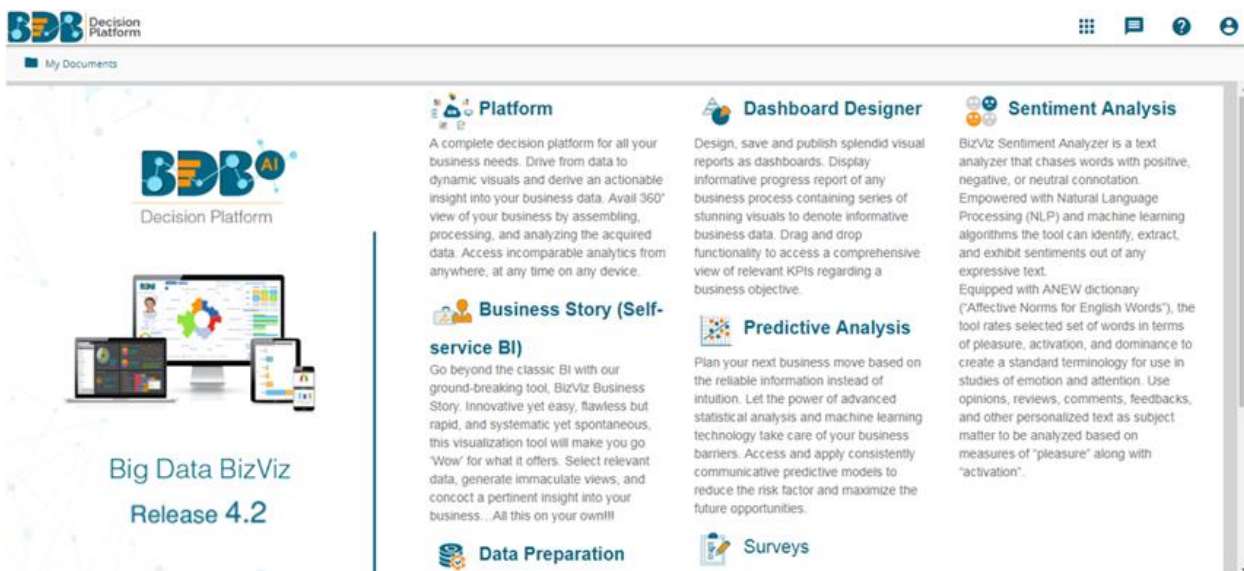 BDB Decision
Platform
My Documents
BDB AI
Decision Platform
Big Data BizViz
Release 4.2
Platform
A complete decision platform for all your
business needs. Drive from data to
dynamic visuals and derive an actionable
insight into your business data. Avail 360°
view of your business by assembling,
processing, and analyzing the acquired
data. Access incomparable analytics from
anywhere, at any time on any device.
Business Story (Self-
service BI)
Go beyond the classic BI with our
ground-breaking tool, BizViz Business
Story. Innovative yet easy, flawless but
rapid, and systematic yet spontaneous,
this visualization tool will make you go
'Wow' for what it offers. Select relevant
data, generate immaculate views, and
concoct a pertinent insight into your
business…All this on your own!!!!
Data Preparation
Dashboard Designer
Design, save and publish splendid visual
reports as dashboards. Display
informative progress report of any
business process containing series of
stunning visuals to denote informative
business data. Drag and drop
functionality to access a comprehensive
view of relevant KPIs regarding a
business objective.
Predictive Analysis
Plan your next business move based on
the reliable information instead of
intuition. Let the power of advanced
statistical analysis and machine learning
technology take care of your business
barriers. Access and apply consistently
communicative predictive models to
reduce the risk factor and maximize the
future opportunities.
Surveys
Sentiment Analysis
BizViz Sentiment Analyzer is a text
analyzer that chases words with positive,
negative, or neutral connotation.
Empowered with Natural Language
Processing (NLP) and machine learning
algorithms the tool can identify, extract,
and exhibit sentiments out of any
expressive text.
Equipped with ANEW dictionary
("Affective Norms for English Words"), the
tool rates selected set of words in terms
of pleasure, activation, and dominance to
create a standard terminology for use in
studies of emotion and attention. Use
opinions, reviews, comments, feedbacks,
and other personalized text as subject
matter to be analyzed based on
measures of "pleasure" along with
"activation".